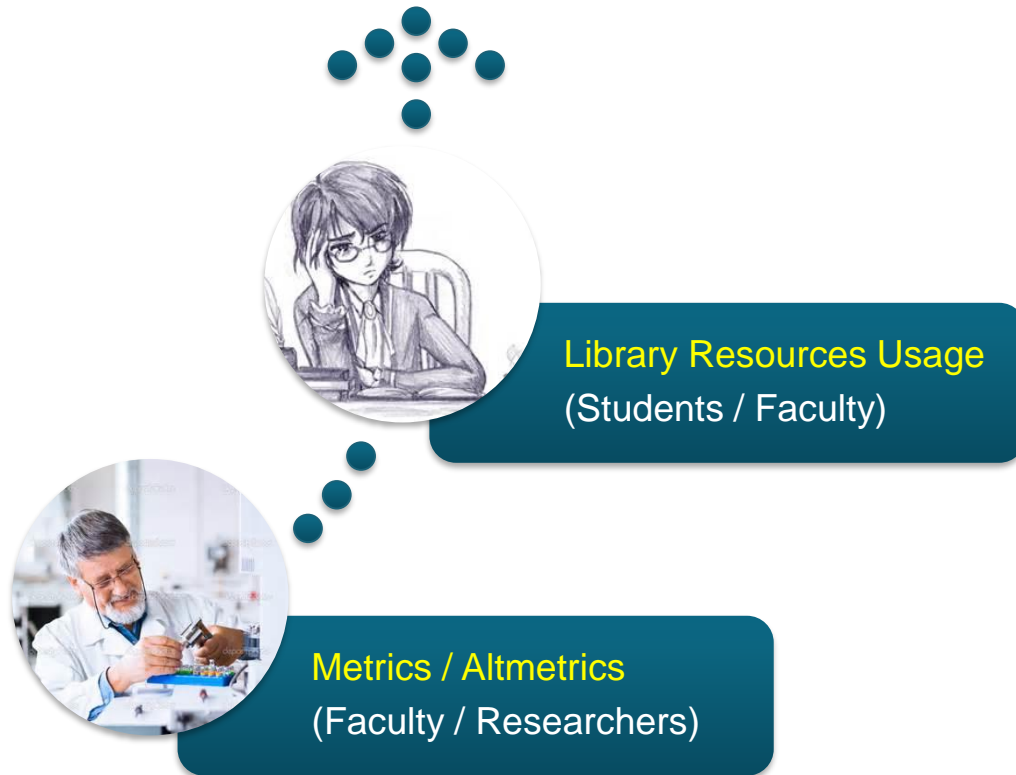 Library Resources Usage
(Students / Faculty)
Metrics / Altmetrics
(Faculty / Researchers)